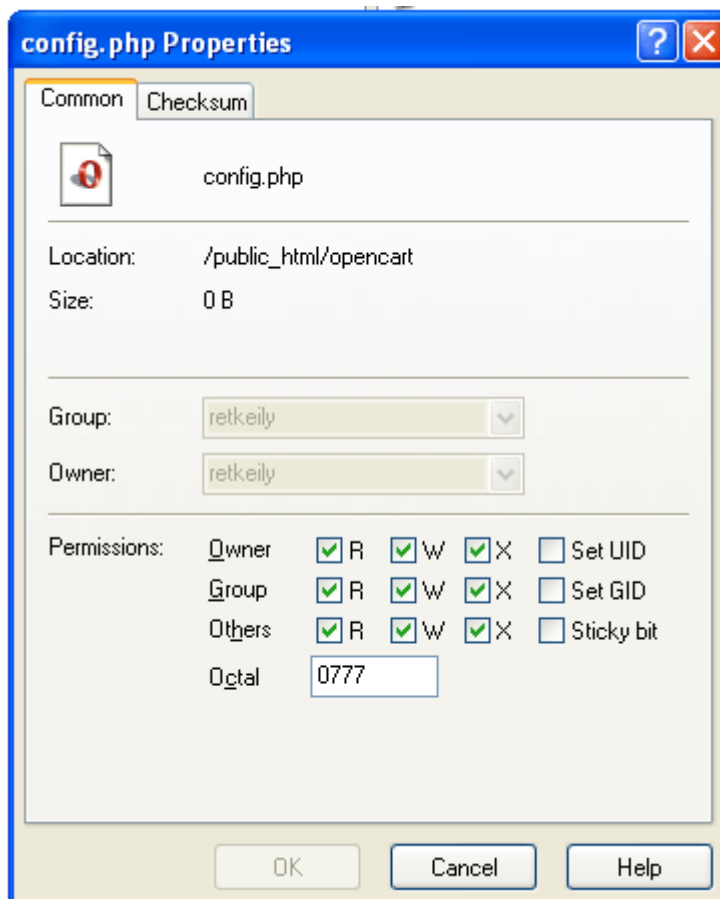 config.php Properties
Common Checksum
config.php
Location: /public_html/opencart
Size: 0 B
Group: retkeily
Owner: retkeily
Permissions: Owner R W X Set UID
Group R W X Set GID
Others R W X Sticky bit
Octal 0777
OK Cancel Help